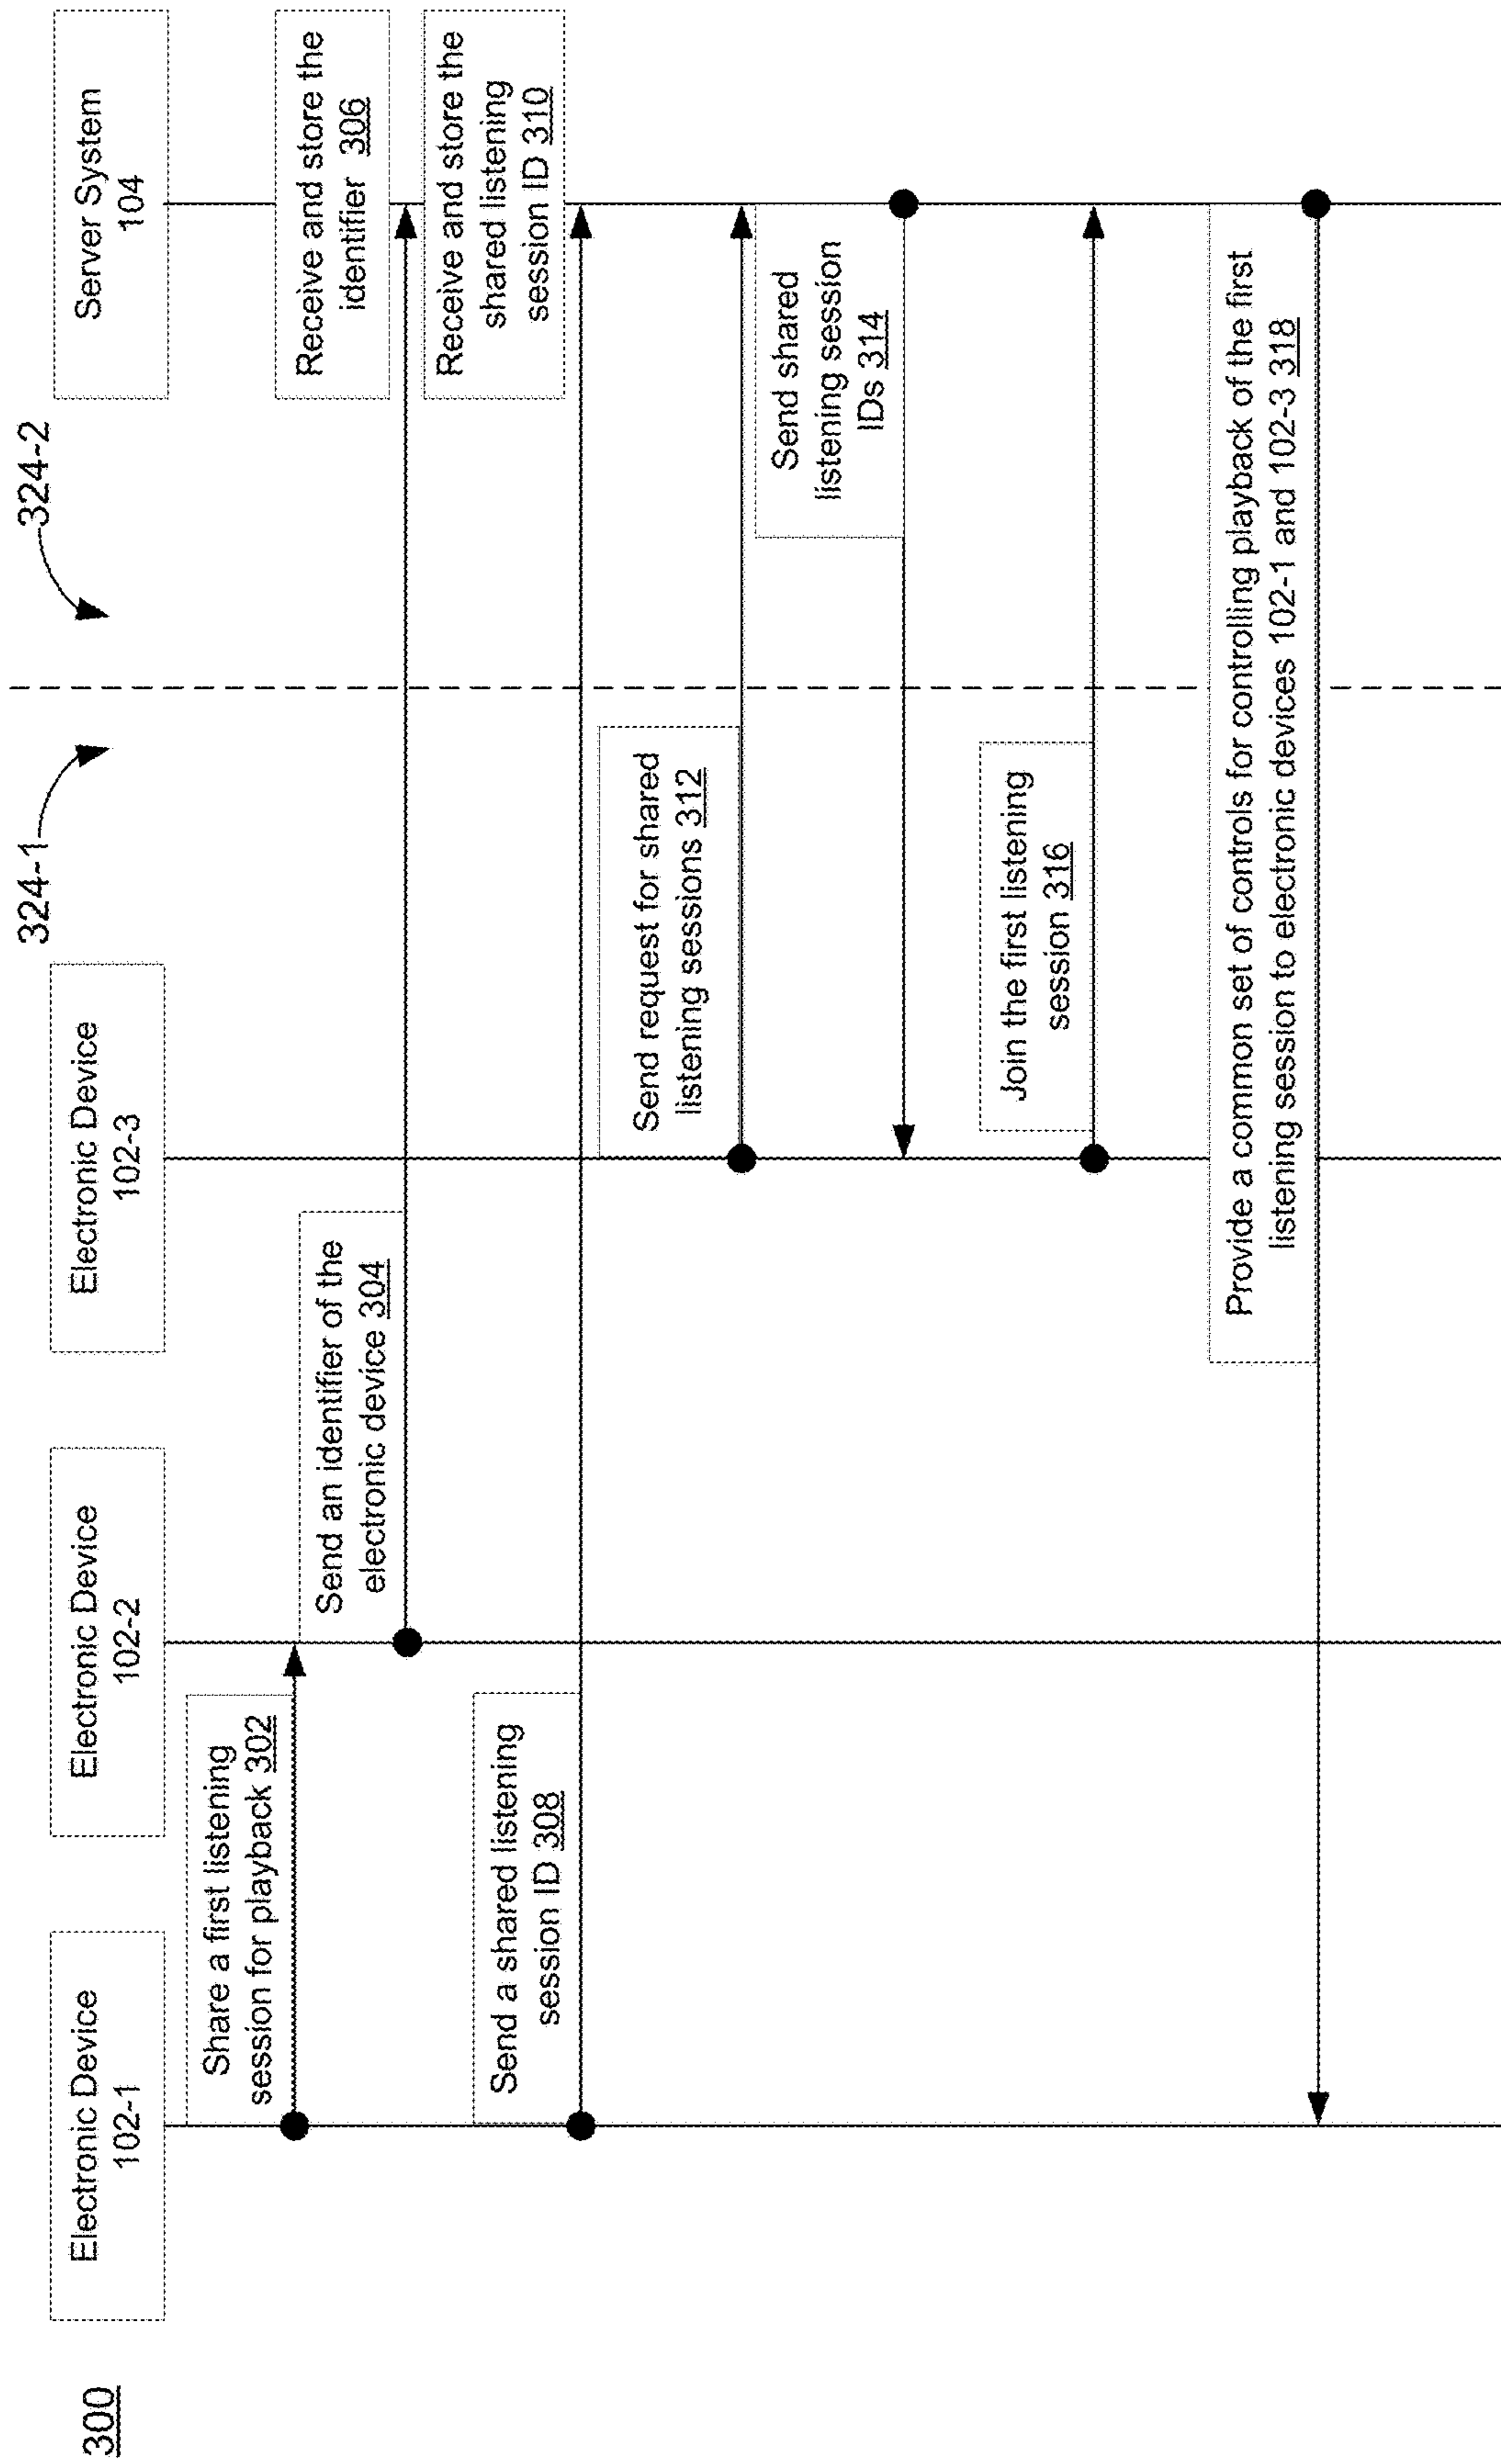 300
324-1
324-2
Electronic Device
102-1
Electronic Device
102-2
Electronic Device
102-3
Server System
104
Share a first listening
session for playback 302
Send an identifier of the
electronic device 304
Receive and store the
identifier 306
Send a shared listening
session ID 308
Receive and store the
shared listening
session ID 310
Send request for shared
listening sessions 312
Send shared
listening session
IDs 314
Join the first listening
session 316
Provide a common set of controls for controlling playback of the first
listening session to electronic devices 102-1 and 102-3 318